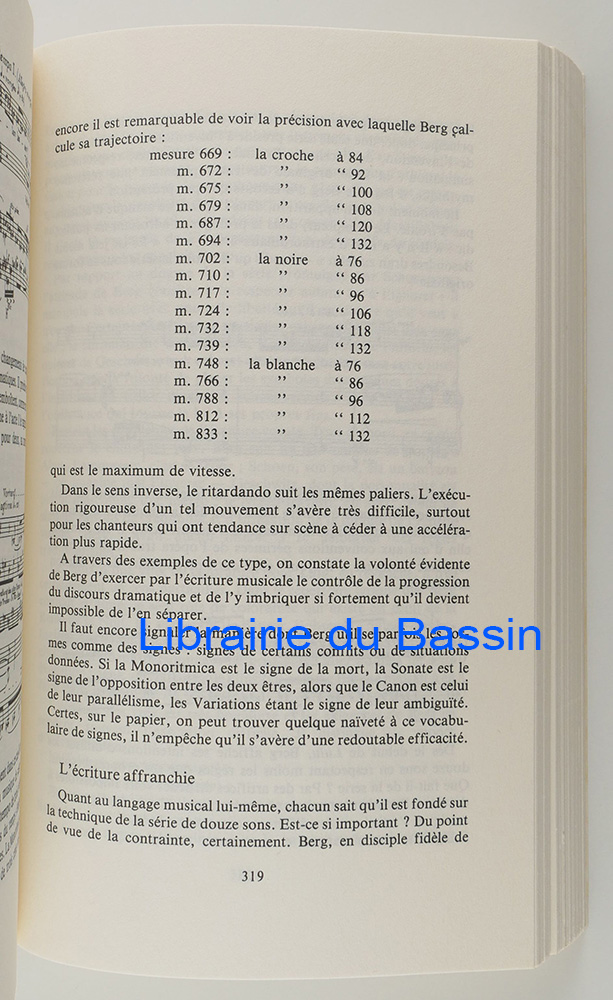 encore il est remarquable de voir la précision avec laquelle Berg cal-
cule sa trajectoire :
mesure 669 : la croche à 84
m. 672 : ” “ 92
m. 675 : ” “ 100
m. 679 : ” “ 108
m. 687 : ” “ 120
m. 694 : ” “ 132
m. 702 : la noire à 76
m. 710 : ” “ 86
m. 717 : ” “ 96
m. 724 : ” “ 106
m. 732 : ” “ 118
m. 739 : ” “ 132
m. 748 : la blanche à 76
m. 766 : ” “ 86
m. 788 : ” “ 96
m. 812 : ” “ 112
m. 833 : ” “ 132
qui est le maximum de vitesse.
Dans le sens inverse, le ritardando suit les mêmes paliers. L’exécu-
tion rigoureuse d’un tel mouvement s’avère très difficile, surtout
pour les chanteurs qui ont tendance sur scène à céder à une accéléra-
tion plus rapide.
A travers des exemples de ce type, on constate la volonté évidente
de Berg d’exercer par l’écriture musicale le contrôle de la progression
du discours dramatique et de l’y imbriquer si fortement qu’il devient
impossible de l’en séparer.
Il faut encore signaler la manière dont Berg utilise parfois les for-
mes comme des signes : signes de certains conflits ou de situations
données. Si la Monoritmica est le signe de la mort, la Sonate est le
signe de l’opposition entre les deux êtres, alors que le Canon est celui
de leur parallélisme, les Variations étant le signe de leur ambiguïté.
Certes, sur le papier, on peut trouver quelque naïveté à ce vocabu-
laire de signes, il n’empêche qu’il s’avère d’une redoutable efficacité.
L’écriture affranchie
Quant au langage musical lui-même, chacun sait qu’il est fondé sur
la technique de la série de douze sons. Est-ce si important ? Du point
de vue de la contrainte, certainement. Berg, en disciple fidèle de
319
Librairie du Bassin